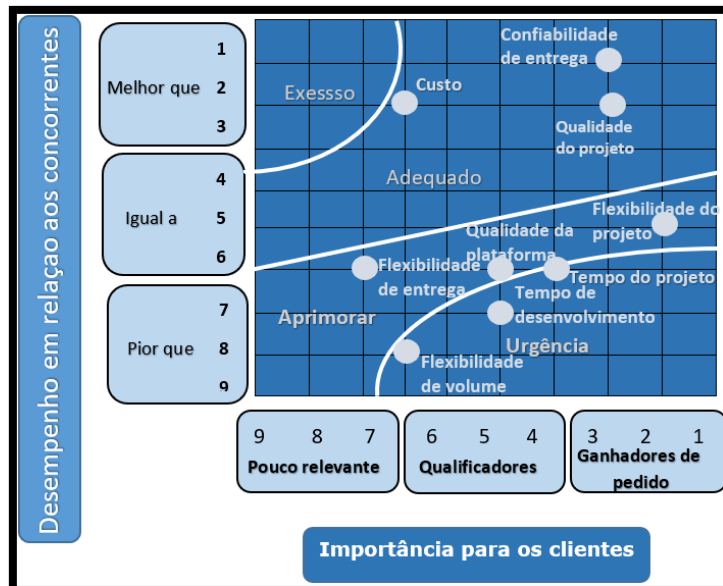 Desempenho em relaçao aos concorrentes
1
Melhor que 2
3
4
Igual a 5
6
7
Pior que 8
9
Exessso
Custo
Confiabilidade
de entrega
Qualidade
do projeto
Adequado
Flexibilidade do
projeto
Qualidade da
plataforma
Flexibilidade
de entrega
Tempo do projeto
Tempo de
desenvolvimento
Aprimorar
Urgência
Flexibilidade
de volume
9 8 7
Pouco relevante
6 5 4
Qualificadores
3 2 1
Ganhadores de
pedido
Importância para os clientes